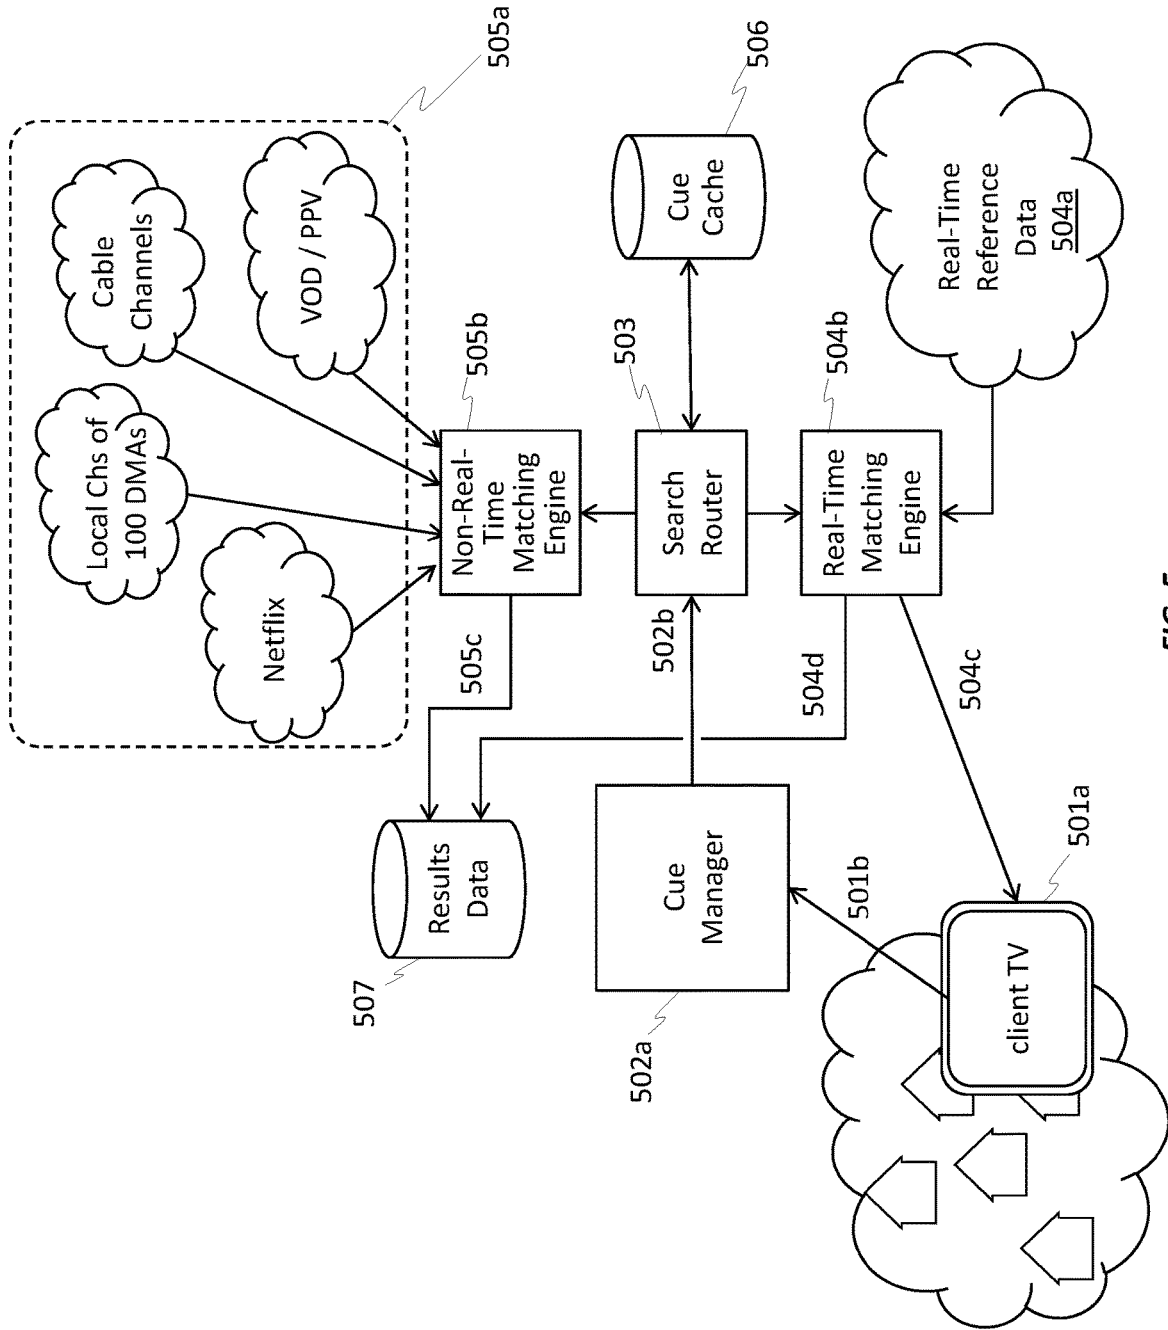 505a
Cable
Channels
VOD / PPV
Local Chs of
100 DMAs
Netflix
505b
Non-Real-
Time
Matching
Engine
505c
Results
Data
507
506
Cue
Cache
503
Search
Router
502b
Cue
Manager
502a
504b
Real-Time
Matching
Engine
504d
504c
Real-Time
Reference
Data
504a
501b
501a
client TV